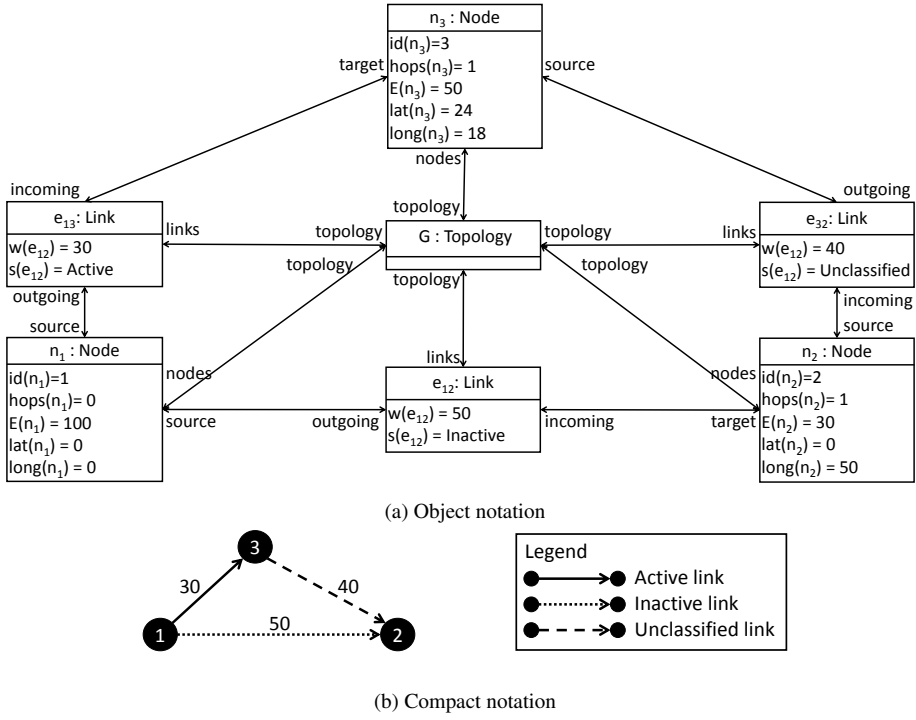 n3 : Node
id(n3)=3
hops(n3)= 1
E(n3) = 50
lat(n3) = 24
long(n3) = 18
target
source
nodes
incoming
outgoing
topology
e13: Link
w(e12) = 30
s(e12) = Active
links
topology
G : Topology
topology
links
e32: Link
w(e12) = 40
s(e12) = Unclassified
topology
topology
topology
outgoing
incoming
source
source
n1 : Node
id(n1)=1
hops(n1)= 0
E(n1) = 100
lat(n1) = 0
long(n1) = 0
nodes
links
nodes
n2 : Node
id(n2)=2
hops(n2)= 1
E(n2) = 30
lat(n2) = 0
long(n2) = 50
e12: Link
w(e12) = 50
s(e12) = Inactive
source
outgoing
incoming
target
(a) Object notation
3
30
40
50
1
2
Legend
Active link
Inactive link
Unclassified link
(b) Compact notation